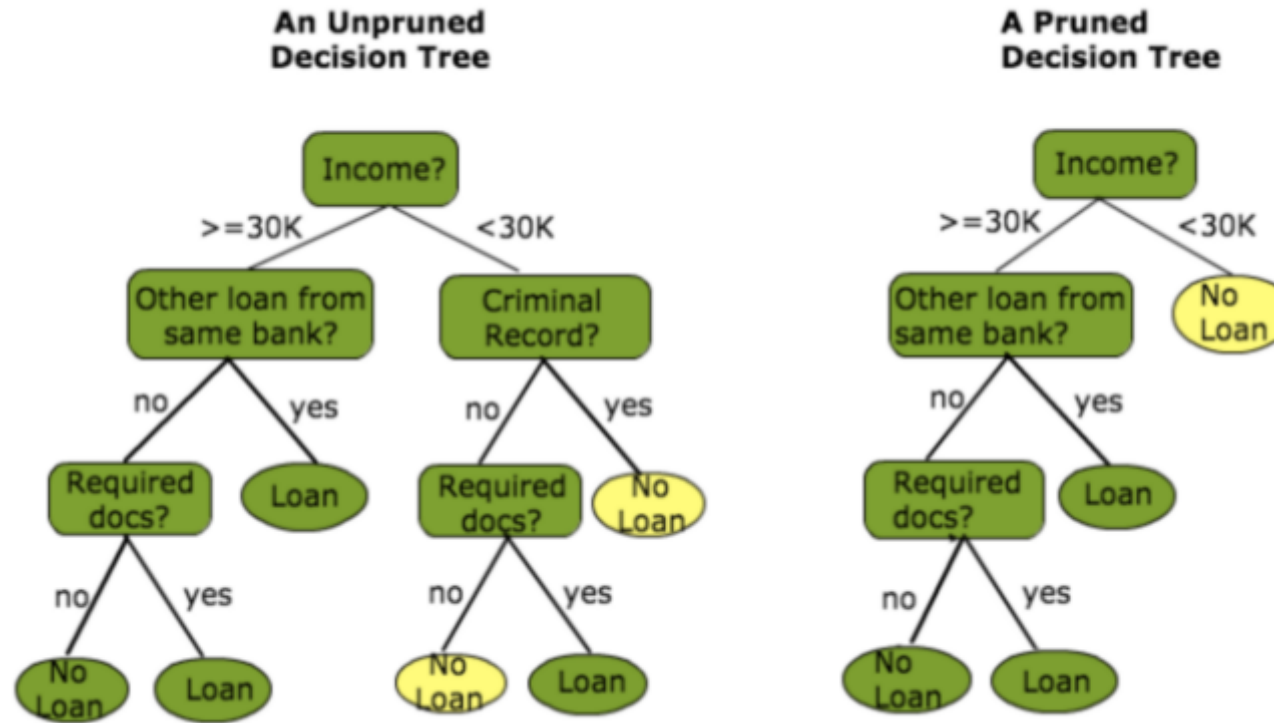 An Unpruned
Decision Tree
A Pruned
Decision Tree
Income?
>=30K
<30K
Other loan from
same bank?
Criminal
Record?
no
yes
no
yes
Required
docs?
Loan
Required
docs?
No
Loan
no
yes
no
yes
No
Loan
Loan
No
Loan
Loan
Income?
>=30K
<30K
Other loan from
same bank?
No
Loan
no
yes
Required
docs?
Loan
no
yes
No
Loan
Loan